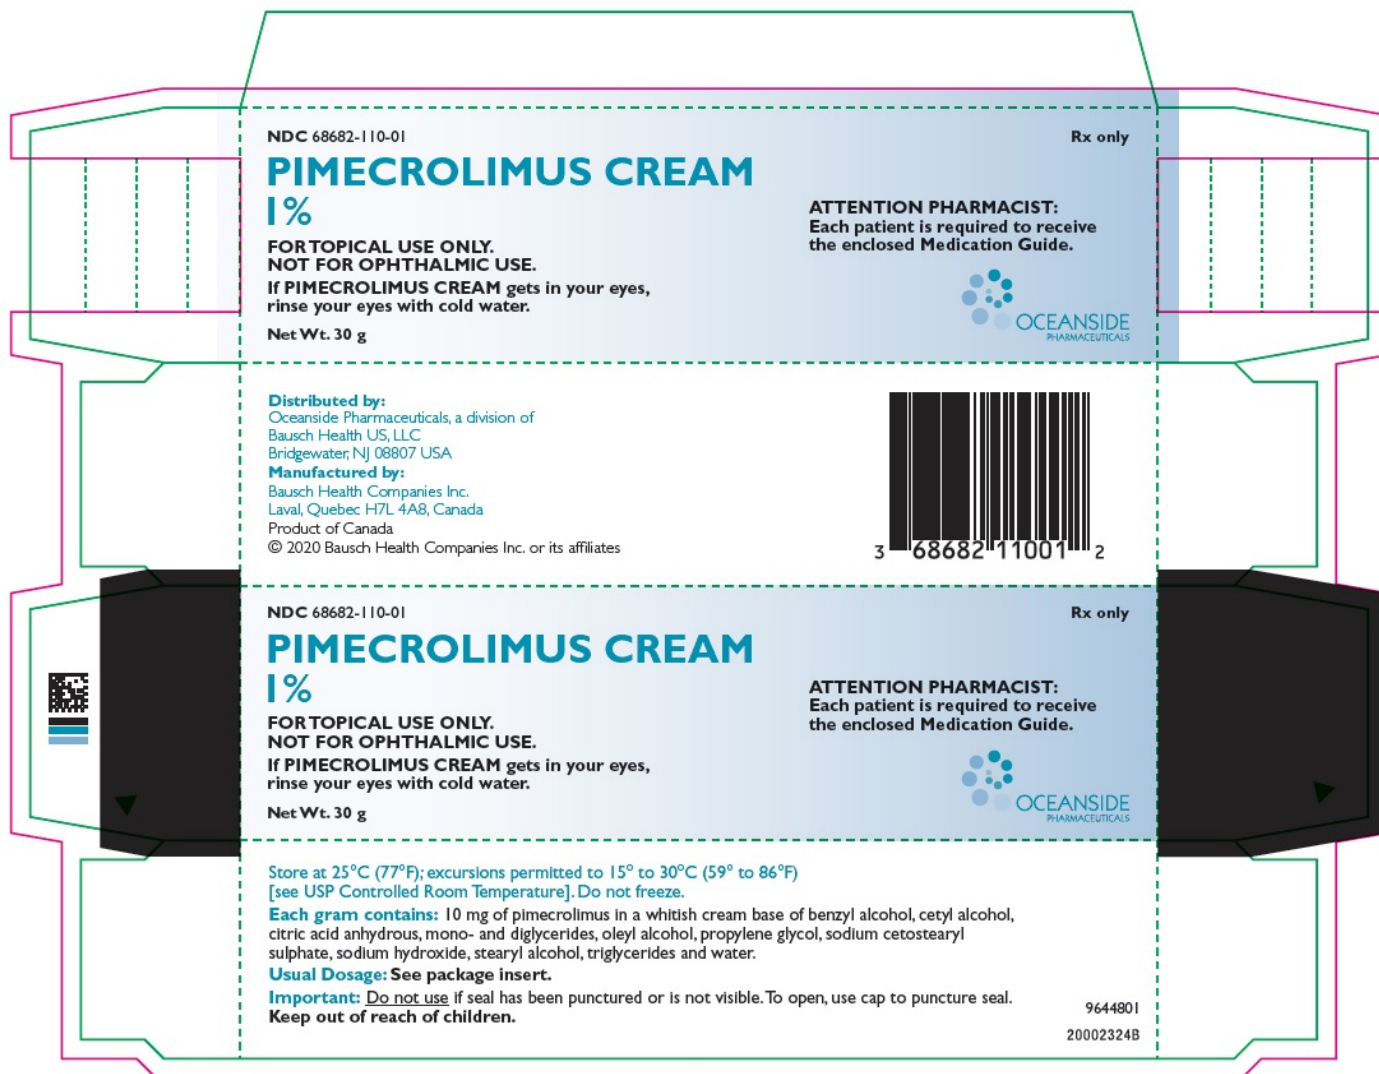 NDC 68682-110-01
Rx only
PIMECROLIMUS CREAM
1%
FOR TOPICAL USE ONLY.
NOT FOR OPHTHALMIC USE.
If PIMECROLIMUS CREAM gets in your eyes,
rinse your eyes with cold water.
Net Wt. 30 g
ATTENTION PHARMACIST:
Each patient is required to receive
the enclosed Medication Guide.
OCEANSIDE
PHARMACEUTICALS
Distributed by:
Oceanside Pharmaceuticals, a division of
Bausch Health US, LLC
Bridgewater, NJ 08807 USA
Manufactured by:
Bausch Health Companies Inc.
Laval, Quebec H7L 4A8, Canada
Product of Canada
© 2020 Bausch Health Companies Inc. or its affiliates
3 68682 11001 2
NDC 68682-110-01
Rx only
PIMECROLIMUS CREAM
1%
FOR TOPICAL USE ONLY.
NOT FOR OPHTHALMIC USE.
If PIMECROLIMUS CREAM gets in your eyes,
rinse your eyes with cold water.
Net Wt. 30 g
ATTENTION PHARMACIST:
Each patient is required to receive
the enclosed Medication Guide.
OCEANSIDE
PHARMACEUTICALS
Store at 25°C (77°F); excursions permitted to 15° to 30°C (59° to 86°F)
[see USP Controlled Room Temperature]. Do not freeze.
Each gram contains: 10 mg of pimecrolimus in a whitish cream base of benzyl alcohol, cetyl alcohol,
citric acid anhydrous, mono- and diglycerides, oleyl alcohol, propylene glycol, sodium cetostearyl
sulphate, sodium hydroxide, stearyl alcohol, triglycerides and water.
Usual Dosage: See package insert.
Important: Do not use if seal has been punctured or is not visible. To open, use cap to puncture seal.
Keep out of reach of children.
9644801
20002324B